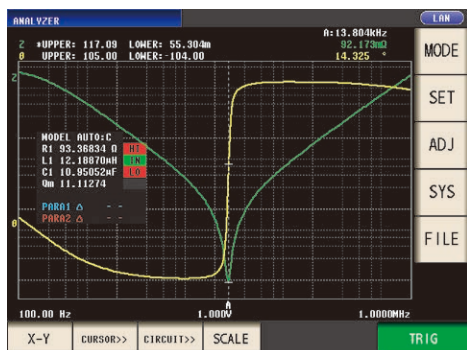 ANALYZER
LAN
A:13.804kHz
Z *UPPER: 117.09 LOWER: 55.304m 92.173mΩ
θ UPPER: 105.00 LOWER:-104.00 14.325 °
MODE
SET
ADJ
SYS
FILE
Z
MODEL AUTO:C
R1 93.36834 Ω HI
L1 12.18870μH IN
C1 10.95052μF LO
Qm 11.11274
PARA1 △ - -
PARA2 △ - -
θ
A
100.00 Hz 1.000V 1.0000MHz
X-Y CURSOR>> CIRCUIT>> SCALE TRIG